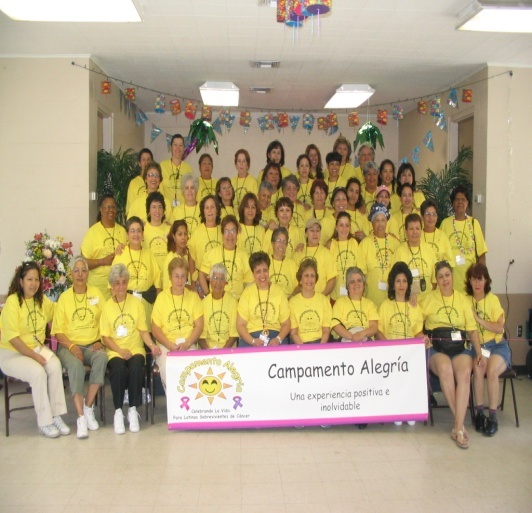 Campamento Alegría
Celebrando La Vida
Para Latinas Sobrevivientes de Cáncer
Campamento Alegría
Una experiencia positiva e
inolvidable